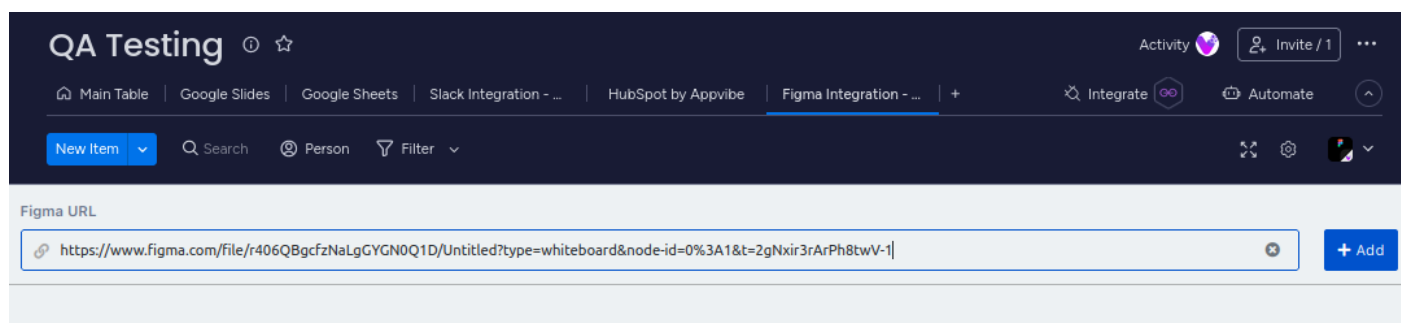 QA Testing
Activity Invite / 1
Main Table Google Slides Google Sheets Slack Integration - ... HubSpot by Appvibe Figma Integration - ... + Integrate Automate
New Item Search Person Filter
Figma URL
https://www.figma.com/file/r406QBgcfzNaLgGYGN0Q1D/Untitled?type=whiteboard&node-id=0%3A1&t=2gNxir3rArPh8twV-1
+ Add